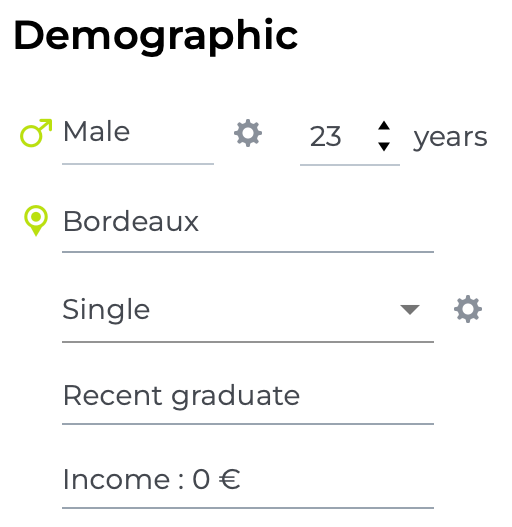 Demographic
Male 23 years
Bordeaux
Single
Recent graduate
Income : 0 €